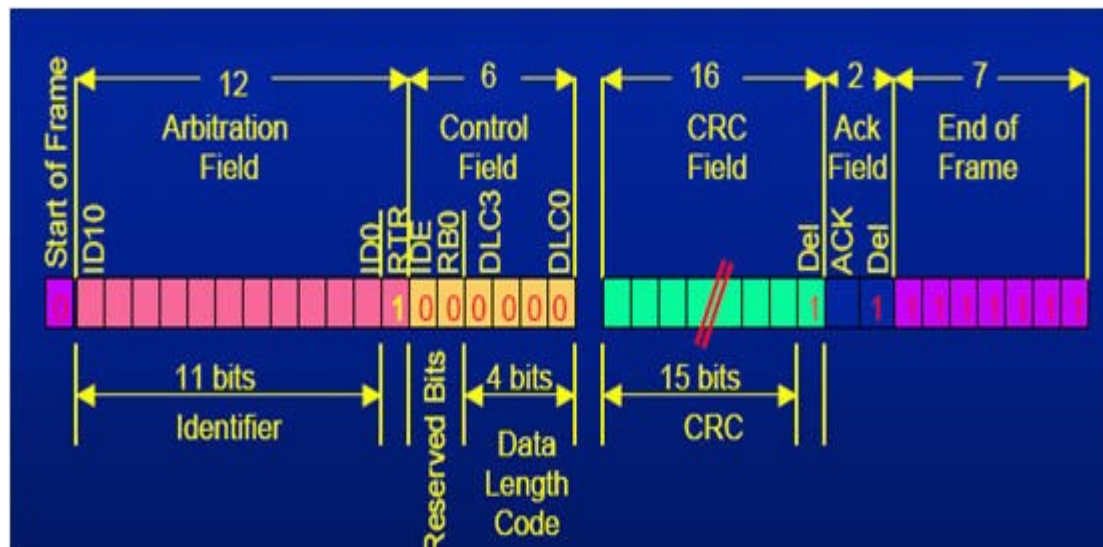 Start of Frame
12
Arbitration
Field
6
Control
Field
16
CRC
Field
2
Ack
Field
7
End of
Frame
ID10
ID0
RTR
IDE
RB0
DLC3
DLC0
Del
ACK
Del
0
1
0 0 0 0 0 0
1
1
1 1 1 1 1 1 1
11 bits
Identifier
Reserved Bits
4 bits
Data
Length
Code
15 bits
CRC